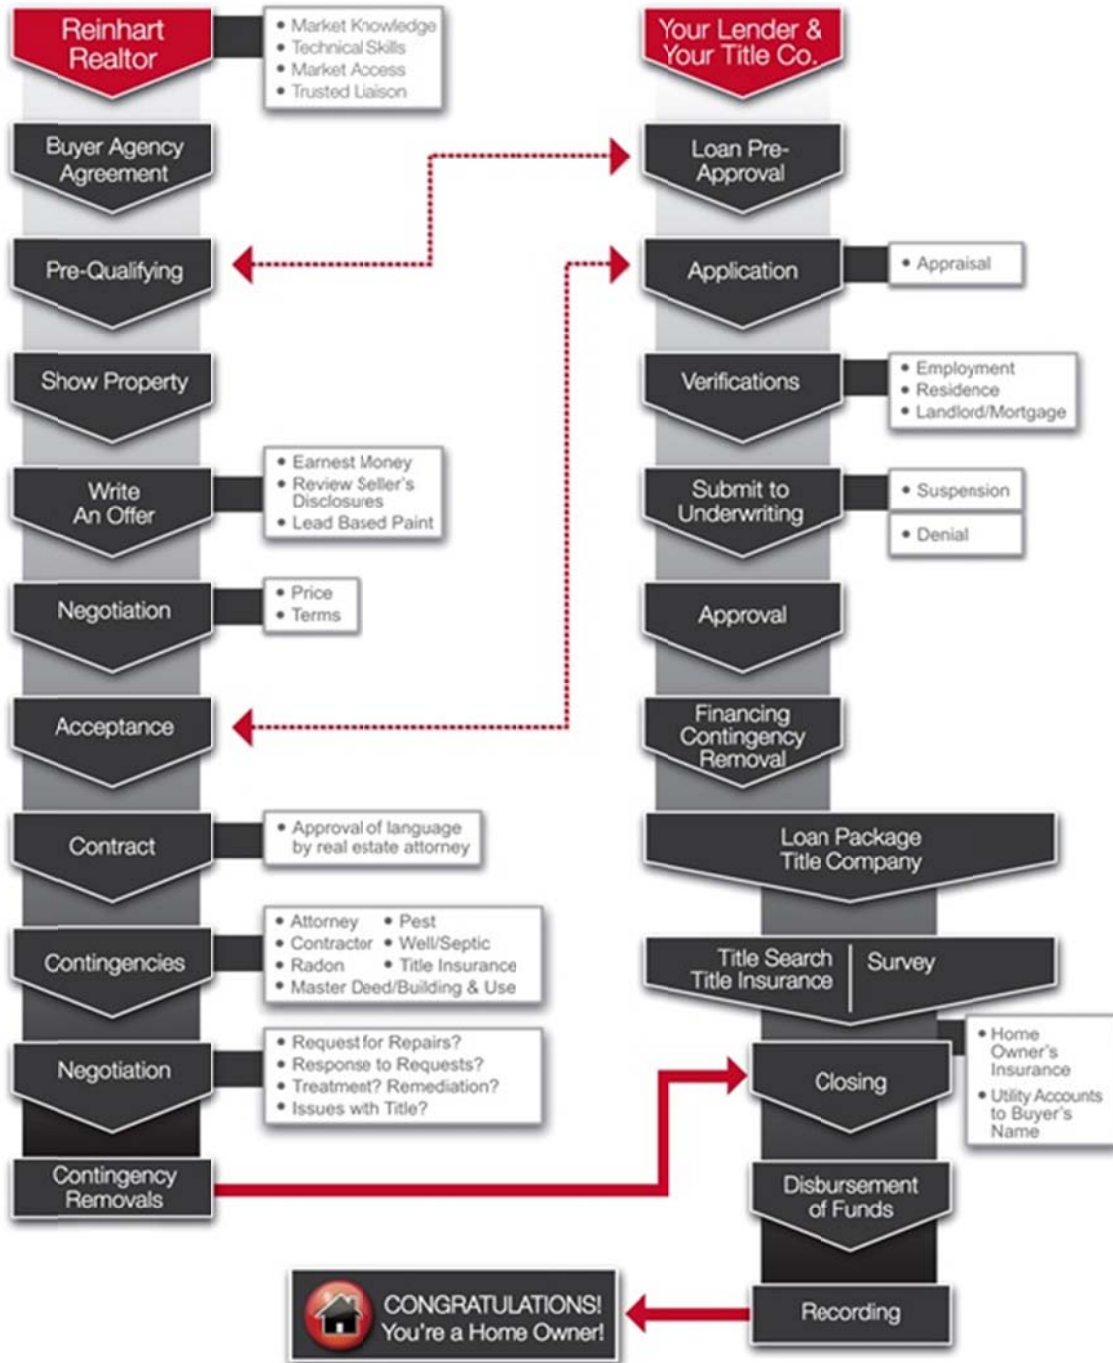 Reinhart
Realtor
• Market Knowledge
• Technical Skills
• Market Access
• Trusted Liaison
Buyer Agency
Agreement
Pre-Qualifying
Show Property
Write
An Offer
• Earnest Money
• Review Seller's
Disclosures
• Lead Based Paint
Negotiation
• Price
• Terms
Acceptance
Contract
• Approval of language
by real estate attorney
Contingencies
• Attorney • Pest
• Contractor • Well/Septic
• Radon • Title Insurance
• Master Deed/Building & Use
Negotiation
• Request for Repairs?
• Response to Requests?
• Treatment? Remediation?
• Issues with Title?
Contingency
Removals
Your Lender &
Your Title Co.
Loan Pre-
Approval
Application
• Appraisal
Verifications
• Employment
• Residence
• Landlord/Mortgage
Submit to
Underwriting
• Suspension
• Denial
Approval
Financing
Contingency
Removal
Loan Package
Title Company
Title Search
Title Insurance
Survey
• Home
Owner's
Insurance
• Utility Accounts
to Buyer's
Name
Closing
Disbursement
of Funds
Recording
CONGRATULATIONS!
You're a Home Owner!